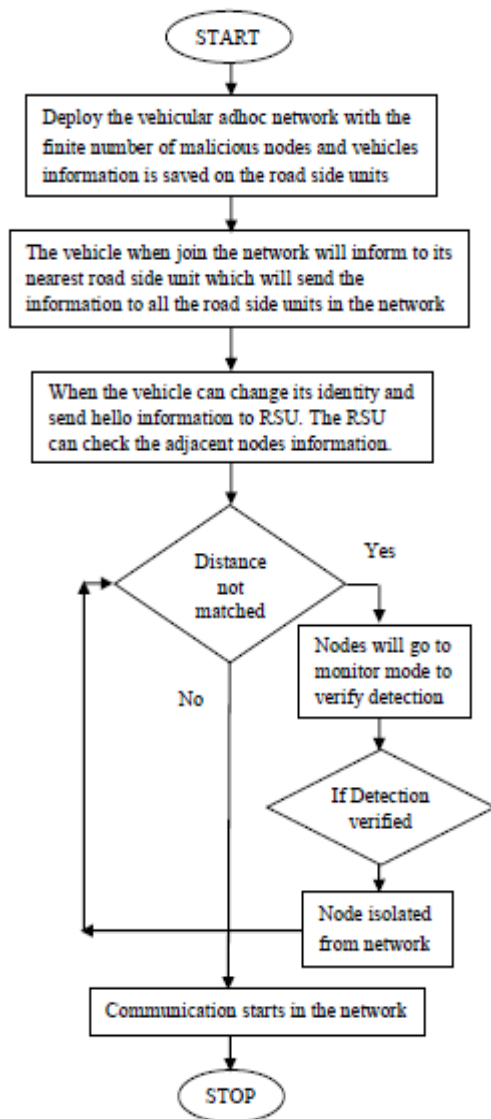 START
Deploy the vehicular adhoc network with the
finite number of malicious nodes and vehicles
information is saved on the road side units
The vehicle when join the network will inform to its
nearest road side unit which will send the
information to all the road side units in the network
When the vehicle can change its identity and
send hello information to RSU. The RSU
can check the adjacent nodes information.
Distance
not
matched
Yes
Nodes will go to
monitor mode to
verify detection
No
If Detection
verified
Node isolated
from network
Communication starts in the network
STOP